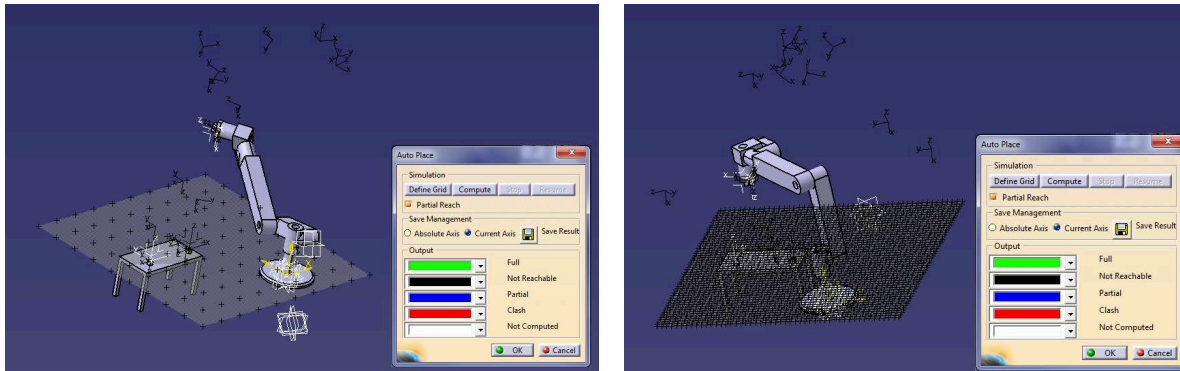 Auto Place
Simulation
Define Grid Compute Stop Resume
Partial Reach
Save Management
Absolute Axis Current Axis Save Result
Output
Full
Not Reachable
Partial
Clash
Not Computed
OK Cancel
Auto Place
Simulation
Define Grid Compute Stop Resume
Partial Reach
Save Management
Absolute Axis Current Axis Save Result
Output
Full
Not Reachable
Partial
Clash
Not Computed
OK Cancel